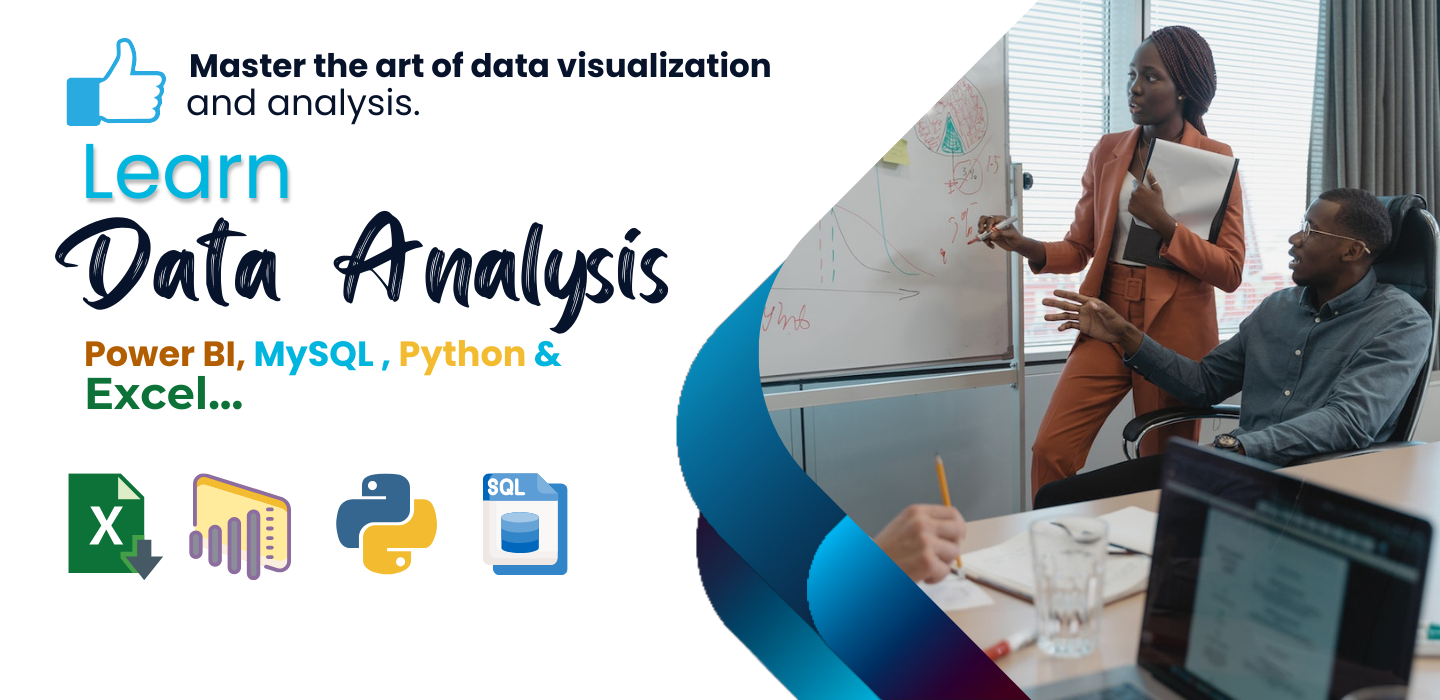 Master the art of data visualization
and analysis.
Learn
Data Analysis
Power BI, MySQL , Python &
Excel...
X
SQL